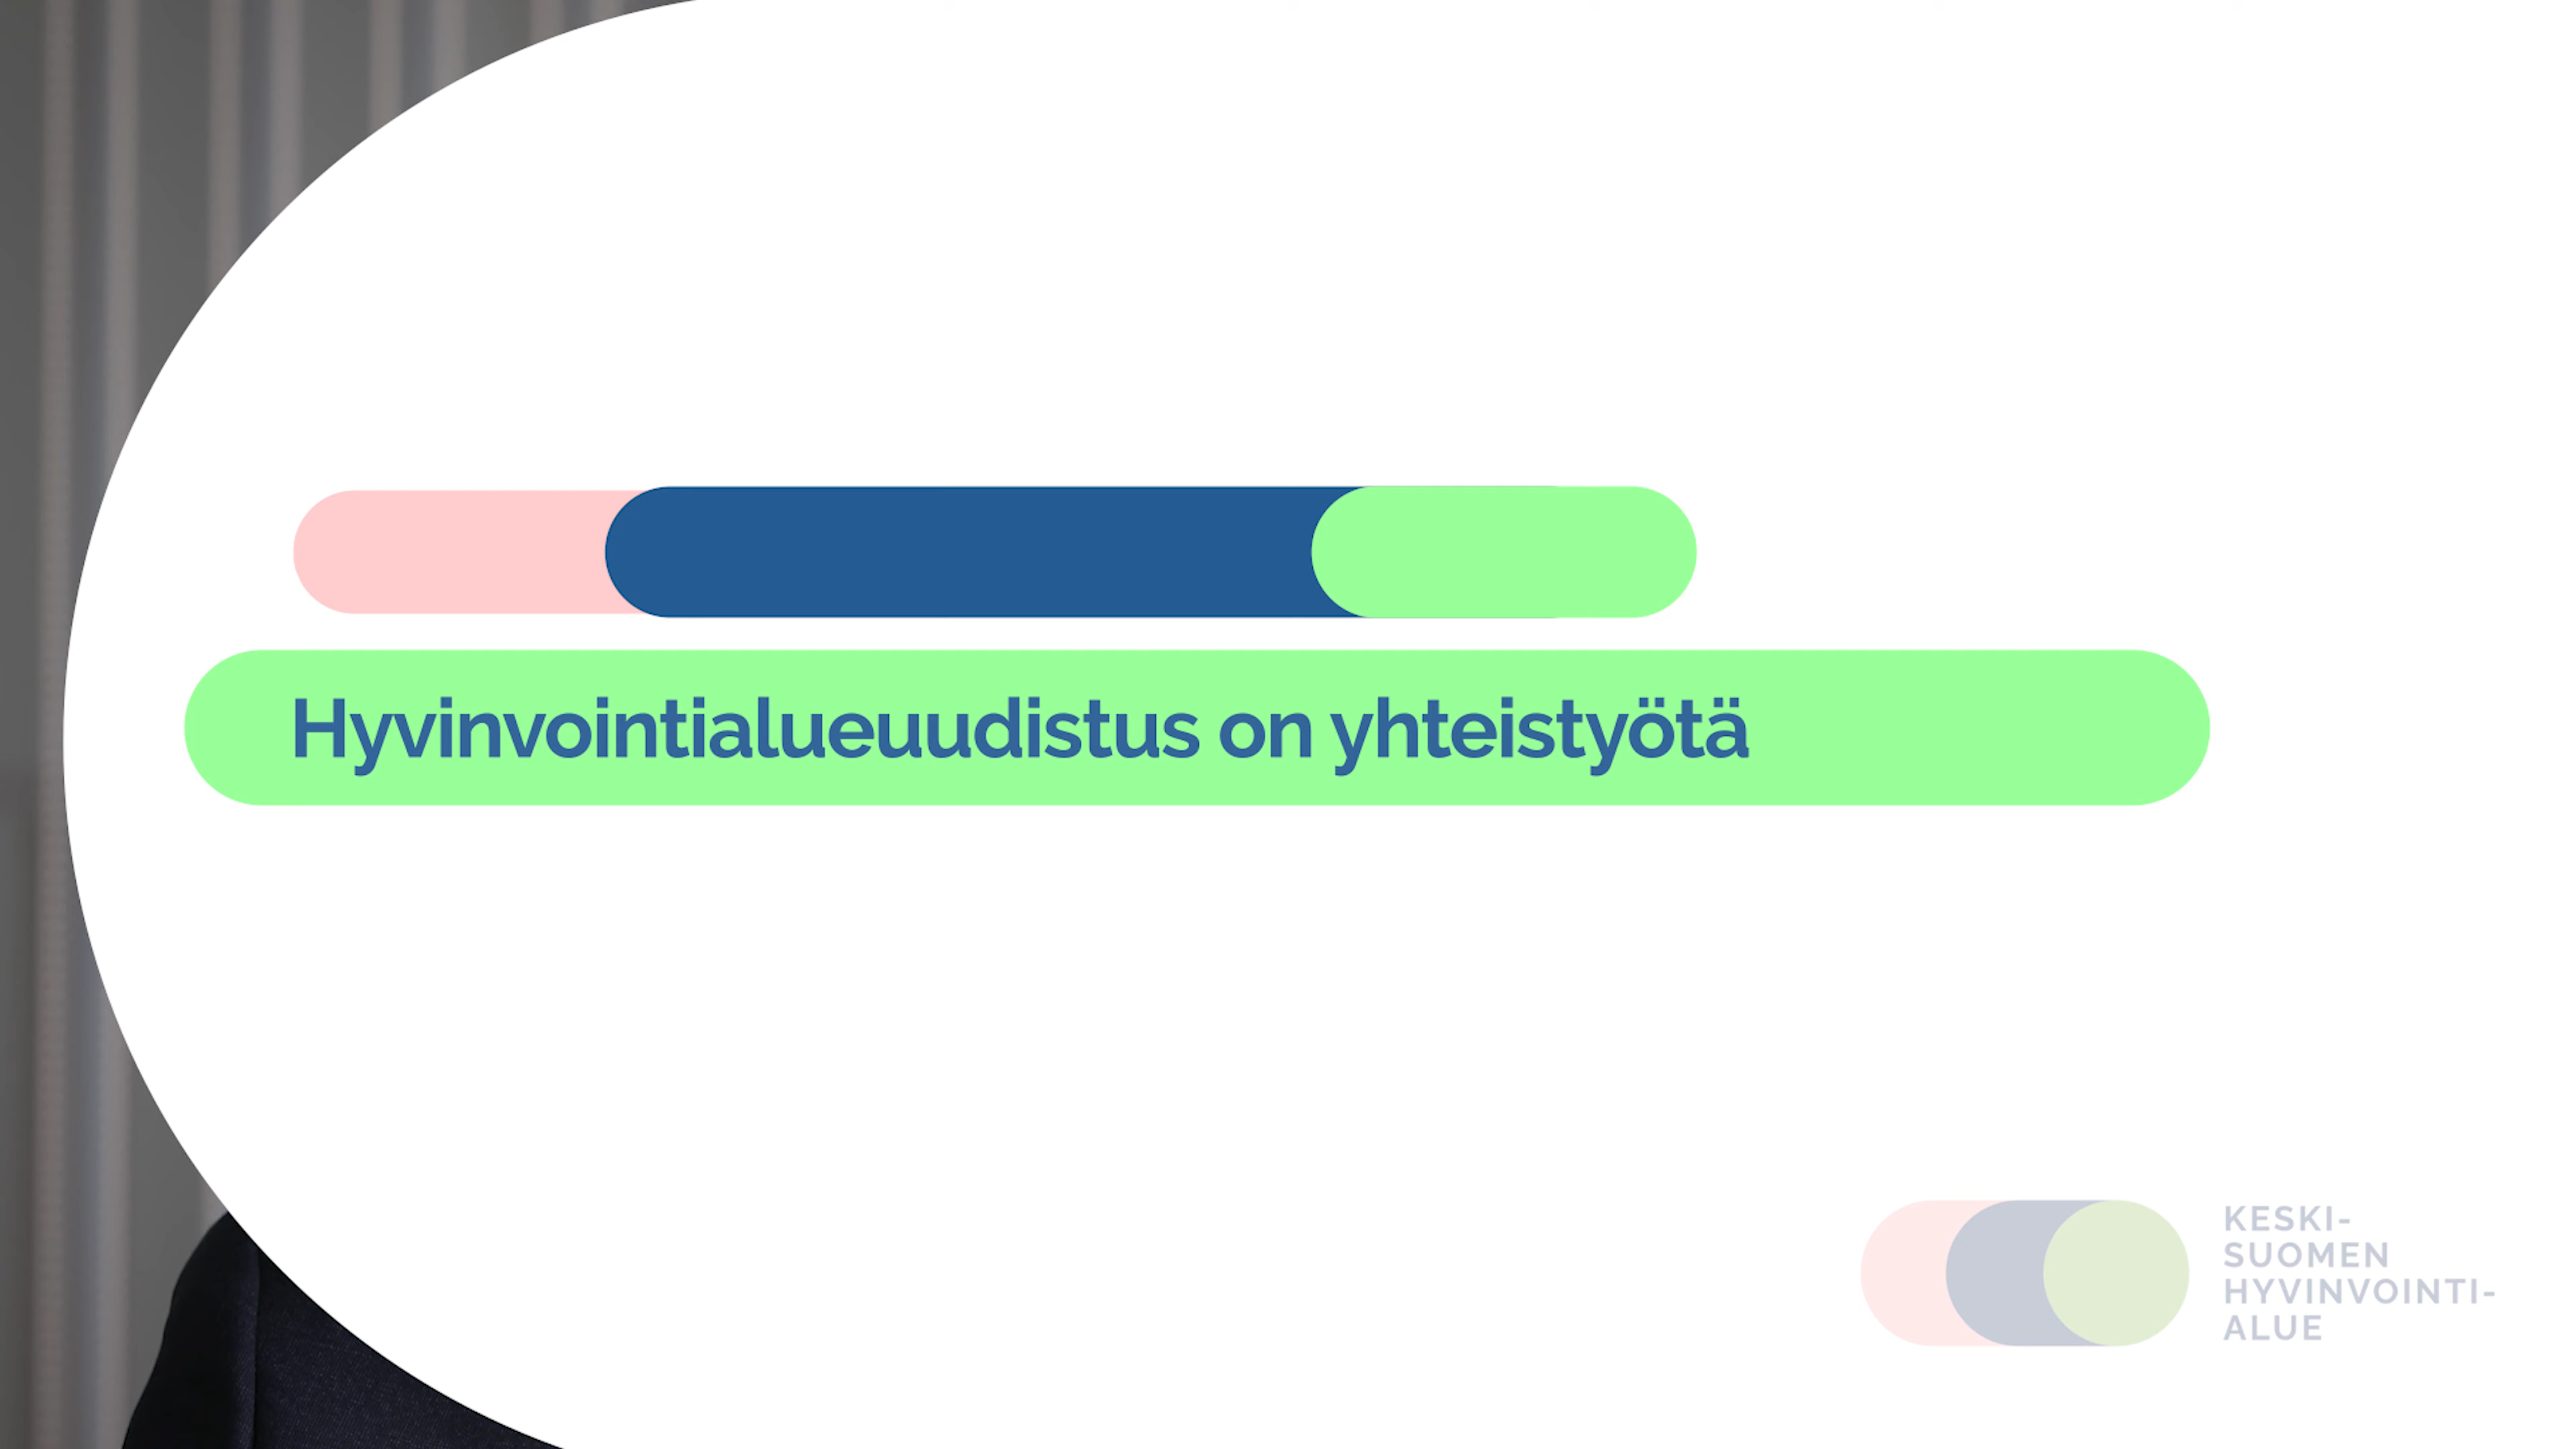 Hyvinvointialueuudistus on yhteistyötä
KESKI-
SUOMEN
HYVINVOINTI-
ALUE